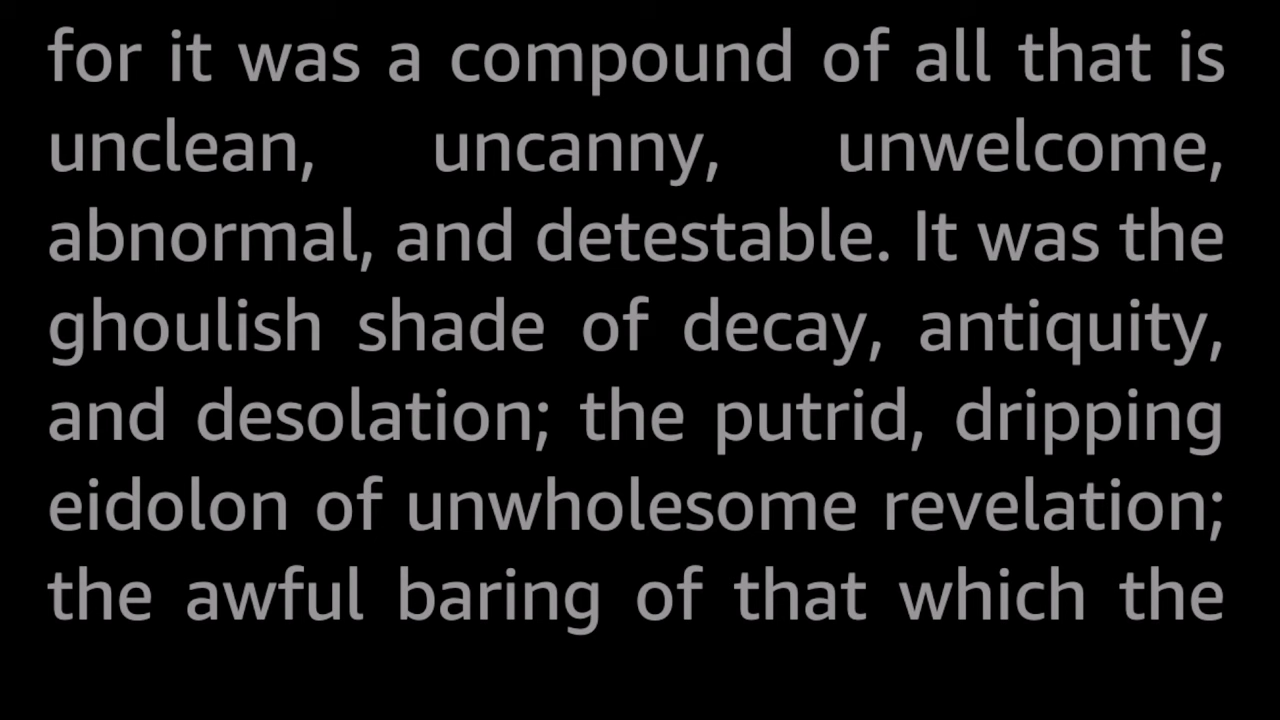 for it was a compound of all that is
unclean, uncanny, unwelcome,
abnormal, and detestable. It was the
ghoulish shade of decay, antiquity,
and desolation; the putrid, dripping
eidolon of unwholesome revelation;
the awful baring of that which the